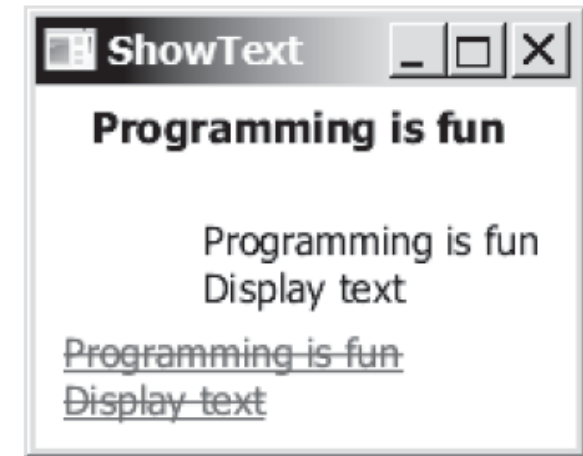 ShowText
Programming is fun
Programming is fun
Display text
Programming is fun
Display text